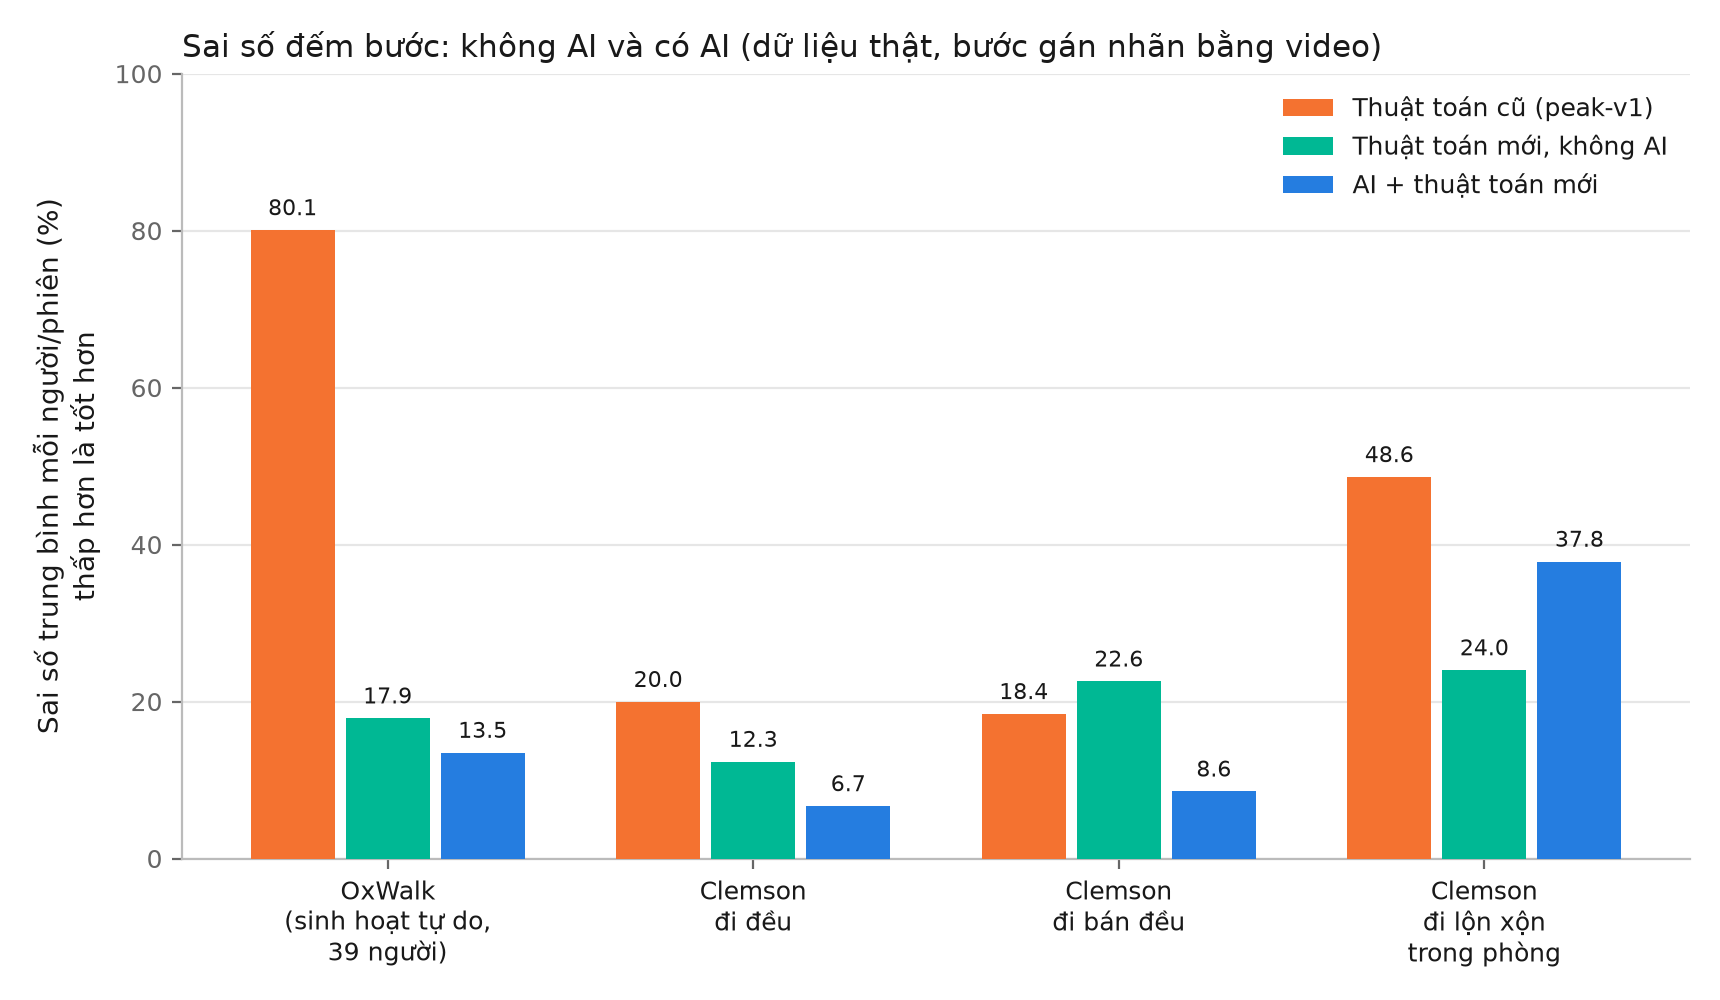 Sai số đếm bước: không AI và có AI (dữ liệu thật, bước gán nhãn bằng video)
Sai số trung bình mỗi người/phiên (%)
thấp hơn là tốt hơn
100
80
60
40
20
0
Thuật toán cũ (peak-v1)
Thuật toán mới, không AI
AI + thuật toán mới
80.1
17.9
13.5
20.0
12.3
6.7
18.4
22.6
8.6
48.6
24.0
37.8
OxWalk
(sinh hoạt tự do,
39 người)
Clemson
đi đều
Clemson
đi bán đều
Clemson
đi lộn xộn
trong phòng